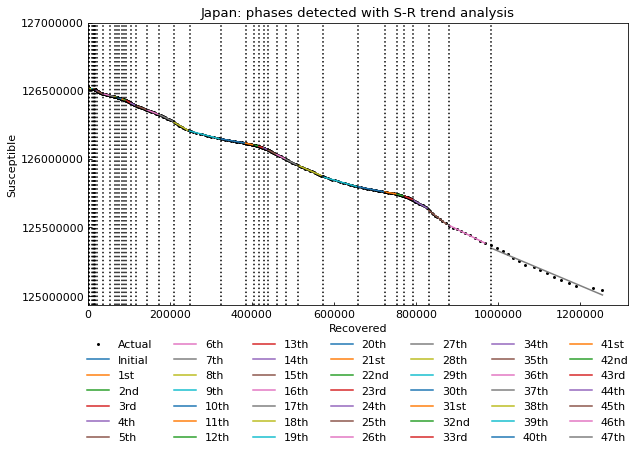 Japan: phases detected with S-R trend analysis
127000000
126500000
126000000
125500000
125000000
Susceptible
0 200000 400000 600000 800000 1000000 1200000
Recovered
Actual 6th 13th 20th 27th 34th 41st
Initial 7th 14th 21st 28th 35th 42nd
1st 8th 15th 22nd 29th 36th 43rd
2nd 9th 16th 23rd 30th 37th 44th
3rd 10th 17th 24th 31st 38th 45th
4th 11th 18th 25th 32nd 39th 46th
5th 12th 19th 26th 33rd 40th 47th